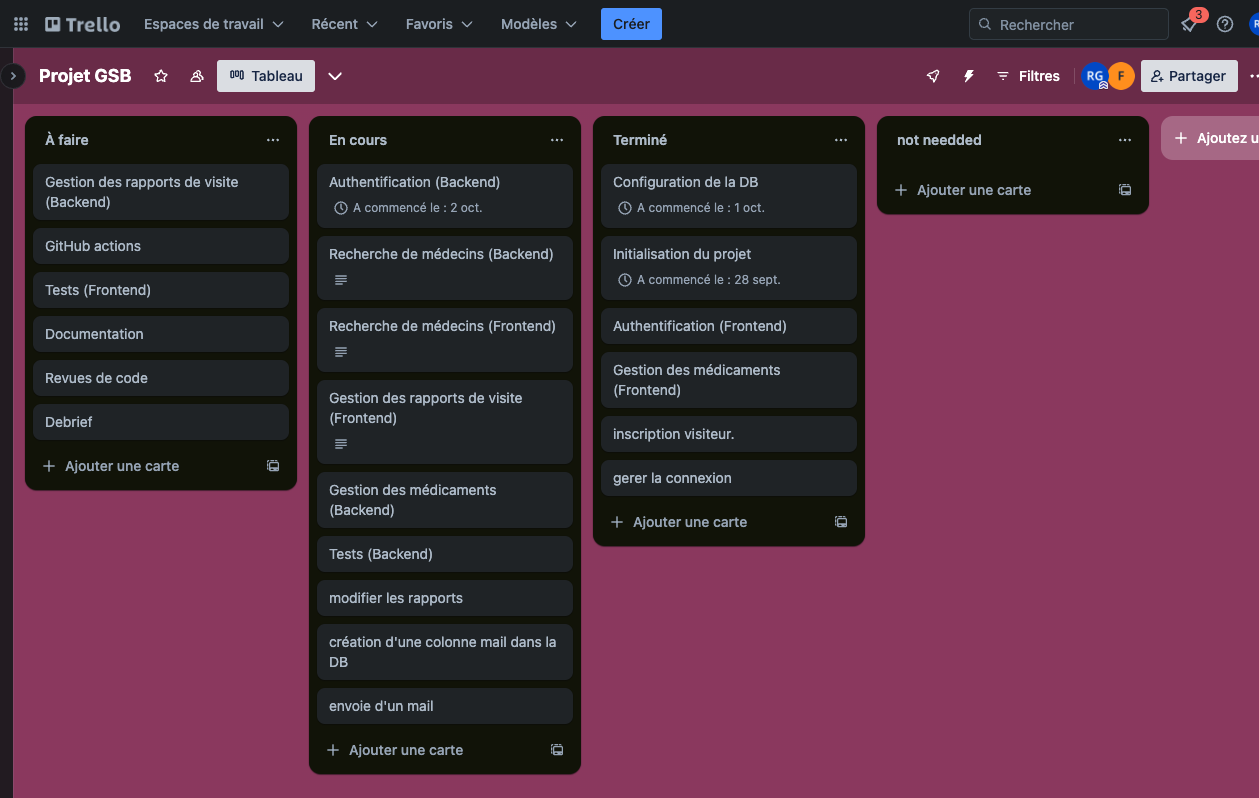 Trello
Espaces de travail
Récent
Favoris
Modèles
Créer
Rechercher
3
Projet GSB
Tableau
Filtres
RG
F
Partager
À faire
Gestion des rapports de visite
(Backend)
GitHub actions
Tests (Frontend)
Documentation
Revues de code
Debrief
Ajouter une carte
En cours
Authentification (Backend)
A commencé le : 2 oct.
Recherche de médecins (Backend)
Recherche de médecins (Frontend)
Gestion des rapports de visite
(Frontend)
Gestion des médicaments
(Backend)
Tests (Backend)
modifier les rapports
création d'une colonne mail dans la
DB
envoie d'un mail
Ajouter une carte
Terminé
Configuration de la DB
A commencé le : 1 oct.
Initialisation du projet
A commencé le : 28 sept.
Authentification (Frontend)
Gestion des médicaments
(Frontend)
inscription visiteur.
gerer la connexion
Ajouter une carte
not needded
Ajouter une carte
Ajoutez u